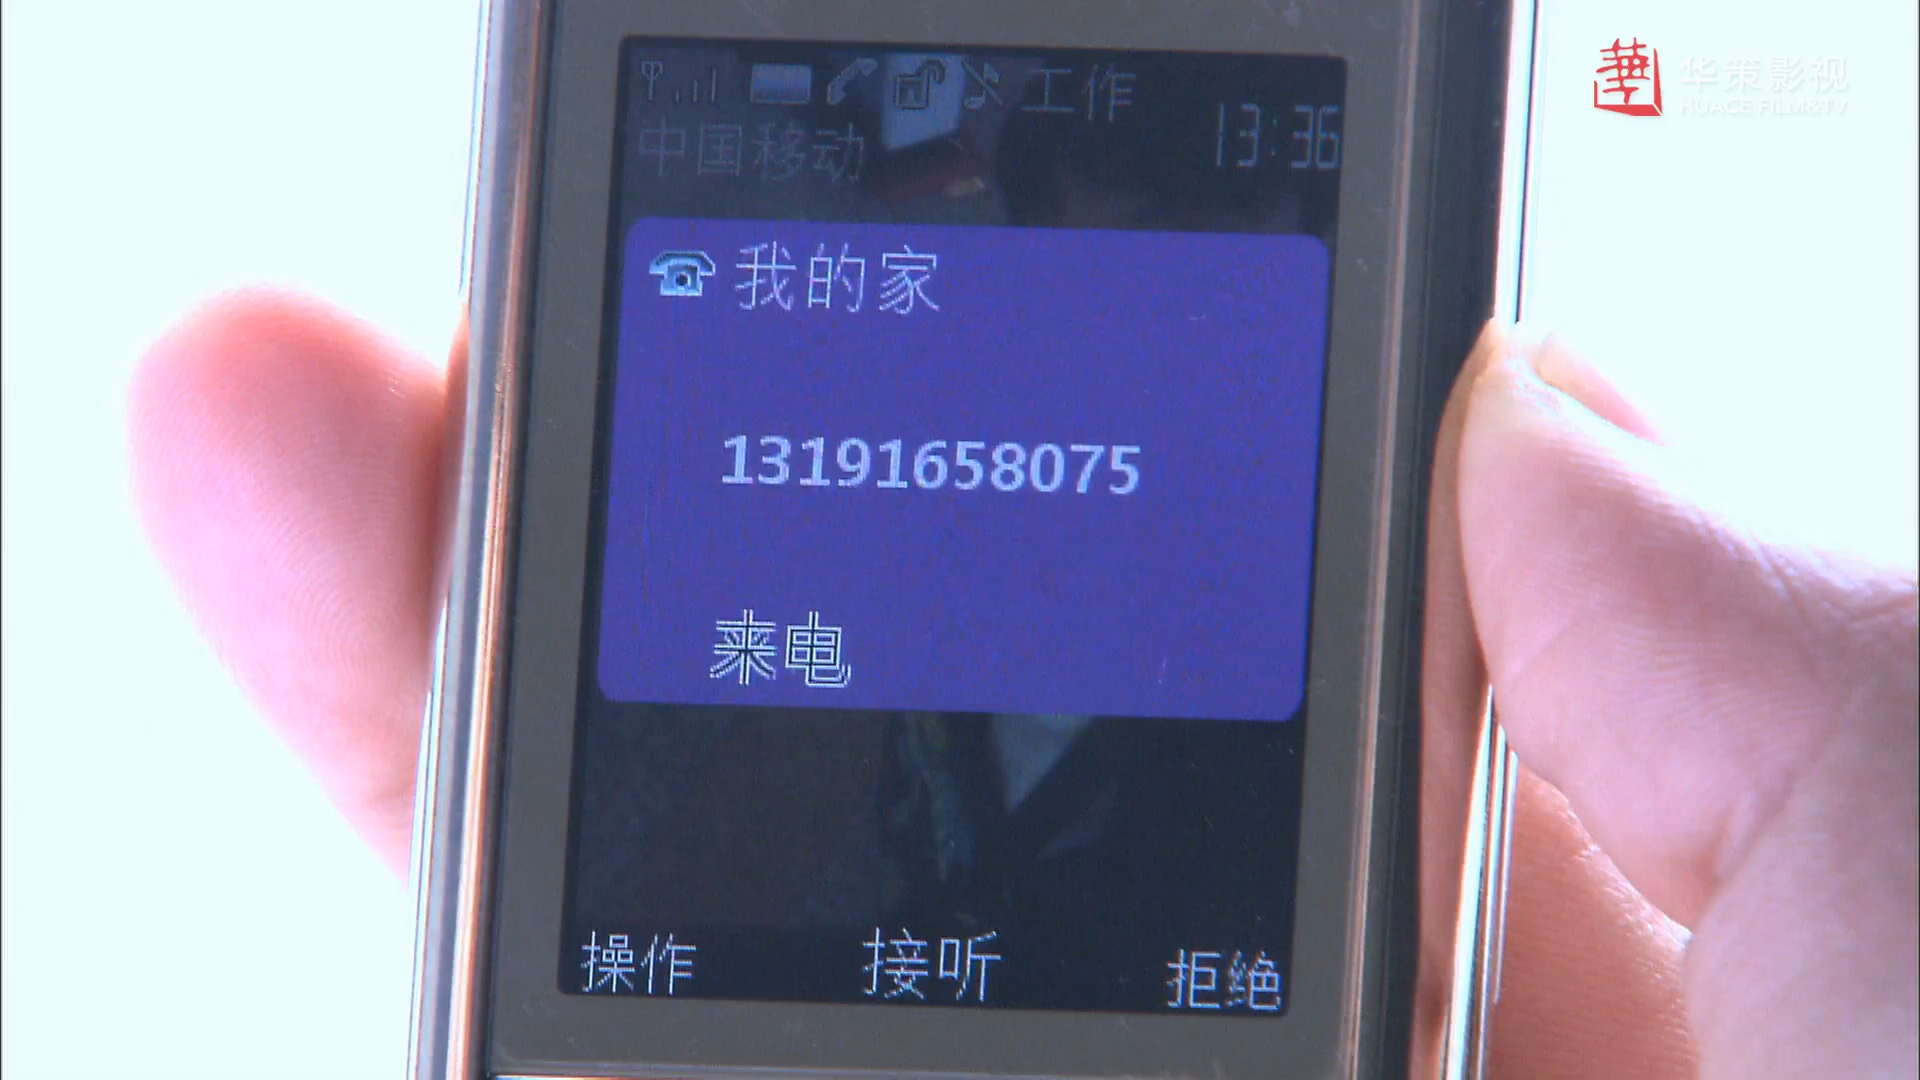 工作
中国移动
13:36
我的家
13191658075
来电
操作 接听 拒绝
华策影视
HUACE FILM&TV